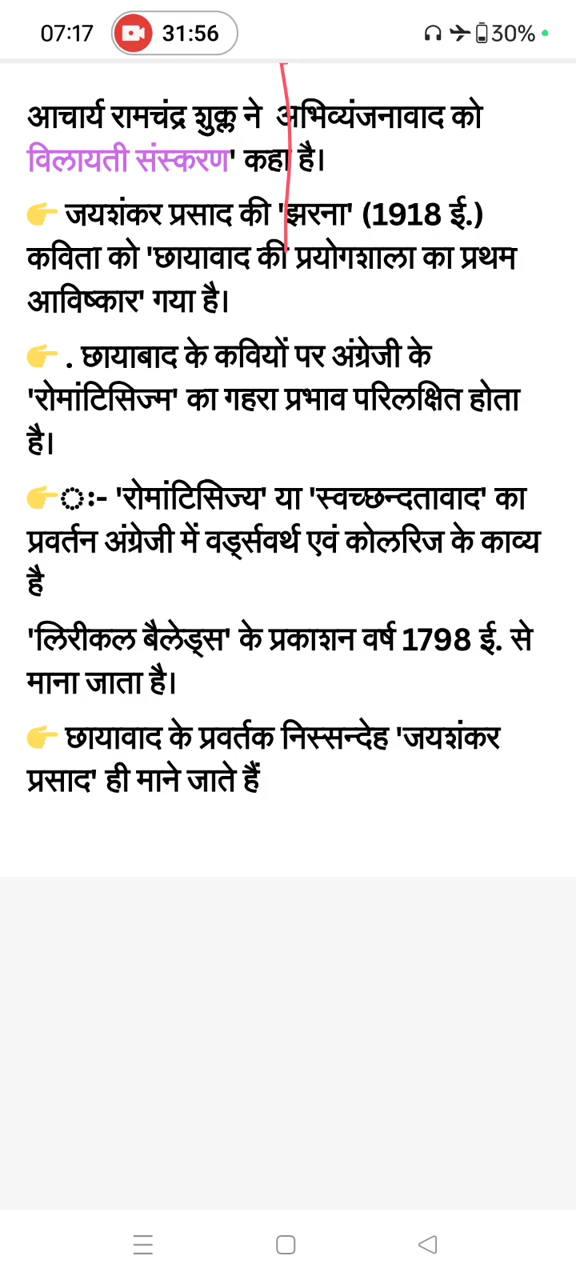 07:17 31:56 30%
आचार्य रामचंद्र शुक्ल ने अभिव्यंजनावाद को
विलायती संस्करण' कहा है।
👉 जयशंकर प्रसाद की 'झरना' (1918 ई.)
कविता को 'छायावाद की प्रयोगशाला का प्रथम
आविष्कार' गया है।
👉 . छायाबाद के कवियों पर अंग्रेजी के
'रोमांटिसिज्म' का गहरा प्रभाव परिलक्षित होता
है।
👉ः:- 'रोमांटिसिज्य' या 'स्वच्छन्दतावाद' का
प्रवर्तन अंग्रेजी में वर्ड्सवर्थ एवं कोलरिज के काव्य
है
'लिरीकल बैलेड्स' के प्रकाशन वर्ष 1798 ई. से
माना जाता है।
👉 छायावाद के प्रवर्तक निस्सन्देह 'जयशंकर
प्रसाद' ही माने जाते हैं